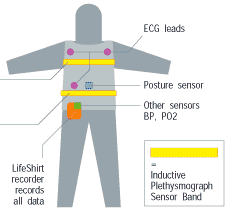 ECG leads
Posture sensor
Other sensors
BP, PO2
LifeShirt
recorder
records
all data
=
Inductive
Plethysmograph
Sensor Band